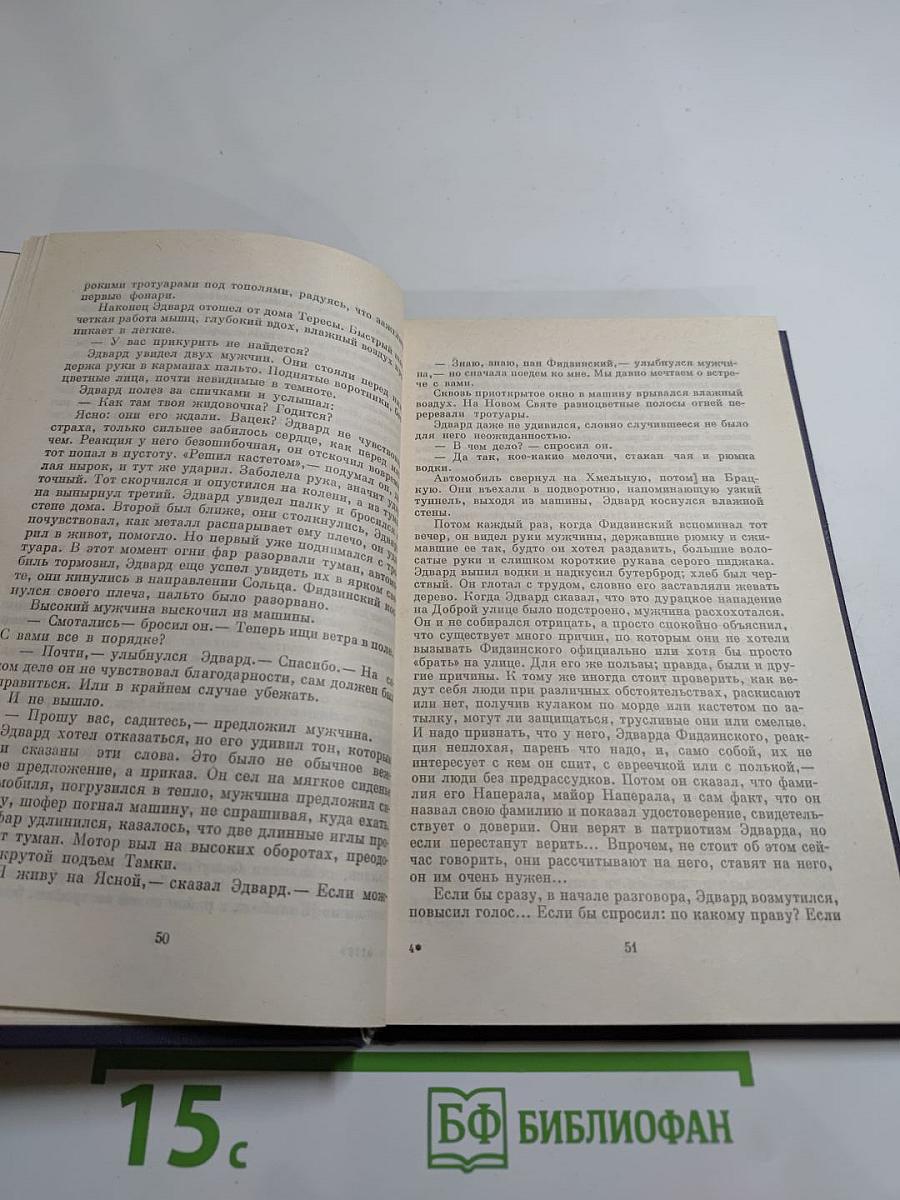 рокими тротуарами под тополями, радуясь, что
первые фонари.
Наконец Эдвард отошел от дома Тересы. Быстрый
четкая работа мышц, глубокий вдох, влажный воздух
никает в легкие.
— У вас прикурить не найдется?
Эдвард увидел двух мужчин. Они стояли перед
держа руки в карманах пальто. Поднятые воротники,
цветные лица, почти невидимые в темноте.
Эдвард полез за спичками и услышал:
— Как там твоя жидовочка? Годится?
Ясно: они его ждали. Вацек? Эдвард не
страха, только сильнее забилось сердце, как перед
чем. Реакция у него безошибочная, он отскочил
тот попал в пустоту. «Решил кастетом»,— подумал он,
лая нырок, и тут же ударил. Заболела рука, значит
точный. Тот скорчился и опустился на колени, а из
на вынырнул третий. Эдвард увидел палку и бросился
стене дома. Второй был ближе, они столкнулись,
почувствовал, как металл распарывает ему плечо, он
рил в живот, помогло. Но первый уже поднимался с
туара. В этот момент огни фар разорвали туман,
биль тормозил, Эдвард еще успел увидеть их в ярком
те, они кинулись в направлении Сольца. Фидзинский
нулся своего плеча, пальто было разорвано.
Высокий мужчина выскочил из машины.
— Смотались— бросил он.— Теперь ищи ветра в поле.
С вами все в порядке?
— Почти,— улыбнулся Эдвард.— Спасибо.— На
ом деле он не чувствовал благодарности, сам должен был
правиться. Или в крайнем случае убежать.
И не вышло.
— Прошу вас, садитесь,— предложил мужчина.
Эдвард хотел отказаться, но его удивил тон, которым
и сказаны эти слова. Это было не обычное
е предложение, а приказ. Он сел на мягкое сиденье
мобиля, погрузился в тепло, мужчина предложил
у, шофер погнал машину, не спрашивая, куда ехать.
фар удлинился, казалось, что две длинные иглы
т туман. Мотор выл на высоких оборотах,
крутой подъем Тамки.
Я живу на Ясной,— сказал Эдвард.— Если
50
— Знаю, знаю, пан Фидзинский,— улыбнулся мужчи-
на,— но сначала поедем ко мне. Мы давно мечтаем о встре-
че с вами.
Сквозь приоткрытое окно в машину врывался влажный
воздух. На Новом Святе разноцветные полосы огней пе-
ререзали тротуары.
Эдвард даже не удивился, словно случившееся не было
для него неожиданностью.
— В чем дело? — спросил он.
— Да так, кое-какие мелочи, стакан чая и рюмка
водки.
Автомобиль свернул на Хмельную, потом] на Брац-
кую. Они въехали в подворотню, напоминающую узкий
туннель, выходя из машины, Эдвард коснулся влажной
стены.
Потом каждый раз, когда Фидзинский вспоминал тот
вечер, он видел руки мужчины, державшие рюмку и сжи-
мавшие ее так, будто он хотел раздавить, большие воло-
сатые руки и слишком короткие рукава серого пиджака.
Эдвард выпил водки и надкусил бутерброд; хлеб был чер-
ствый. Он глотал с трудом, словно его заставляли жевать
дерево. Когда Эдвард сказал, что это дурацкое нападение
на Доброй улице было подстроено, мужчина расхохотался.
Он и не собирался отрицать, а просто спокойно объяснил,
что существует много причин, по которым они не хотели
вызывать Фидзинского официально или хотя бы просто
«брать» на улице. Для его же пользы; правда, были и дру-
гие причины. К тому же иногда стоит проверить, как ве-
дут себя люди при различных обстоятельствах, раскисают
или нет, получив кулаком по морде или кастетом по за-
тылку, могут ли защищаться, трусливые они или смелые.
И надо признать, что у него, Эдварда Фидзинского, реак-
ция неплохая, парень что надо, и, само собой, их не
интересует с кем он спит, с евреечкой или с полькой,—
они люди без предрассудков. Потом он сказал, что фами-
лия его Наперала, майор Наперала, и сам факт, что он
назвал свою фамилию и показал удостоверение, свидетель-
ствует о доверии. Они верят в патриотизм Эдварда, но
если перестанут верить... Впрочем, не стоит об этом сей-
час говорить, они рассчитывают на него, ставят на него,
он им очень нужен...
Если бы сразу, в начале разговора, Эдвард возмутился,
повысил голос... Если бы спросил: по какому праву? Если
4*
51
15 с
БФ БИБЛИОФАН